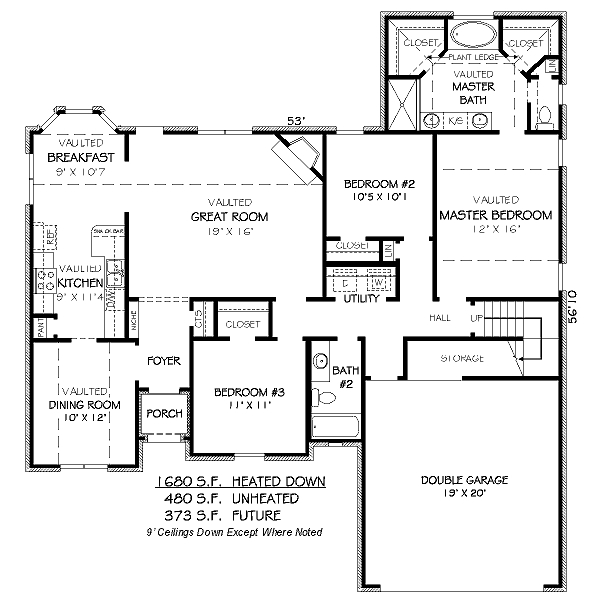 CLOSET
CLOSET
PLANT LEDGE
LIN
VAULTED
MASTER
BATH
K/S
53'
VAULTED
BREAKFAST
9' X 10'7
BEDROOM #2
10'5 X 10'1
VAULTED
GREAT ROOM
19' X 16'
VAULTED
MASTER BEDROOM
12' X 16'
REF
SNACK BAR
CLOSET
LIN
VAULTED
KITCHEN
9' X 11'4
D
W
UTILITY
56'10
PANT
NICHE
CTS
CLOSET
HALL
UP
FOYER
STORAGE
BATH
#2
VAULTED
DINING ROOM
10' X 12'
PORCH
BEDROOM #3
11' X 11'
DOUBLE GARAGE
19' X 20'
1680 S.F. HEATED DOWN
480 S.F. UNHEATED
373 S.F. FUTURE
9' Ceilings Down Except Where Noted